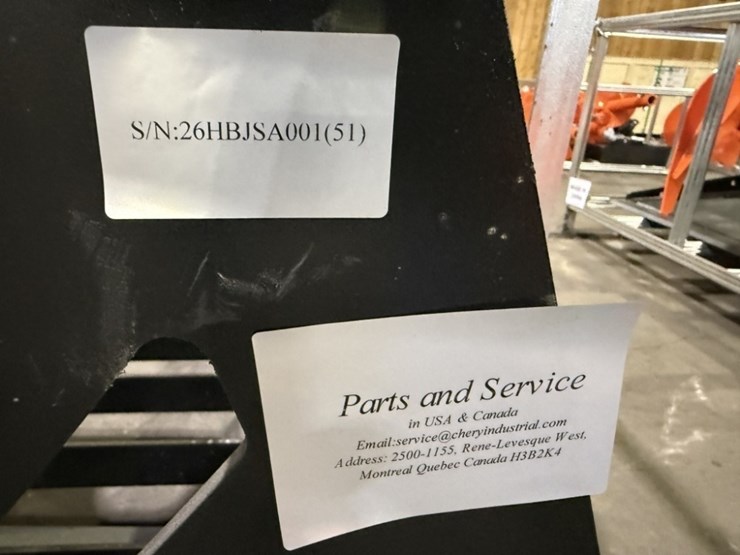 S/N:26HBJSA001(51)
Parts and Service
in USA & Canada
Email:service@cheryindustrial.com
Address: 2500-1155, Rene-Levesque West,
Montreal Quebec Canada H3B2K4